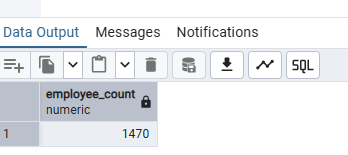 Data Output Messages Notifications
SQL
employee_count
numeric
1 1470